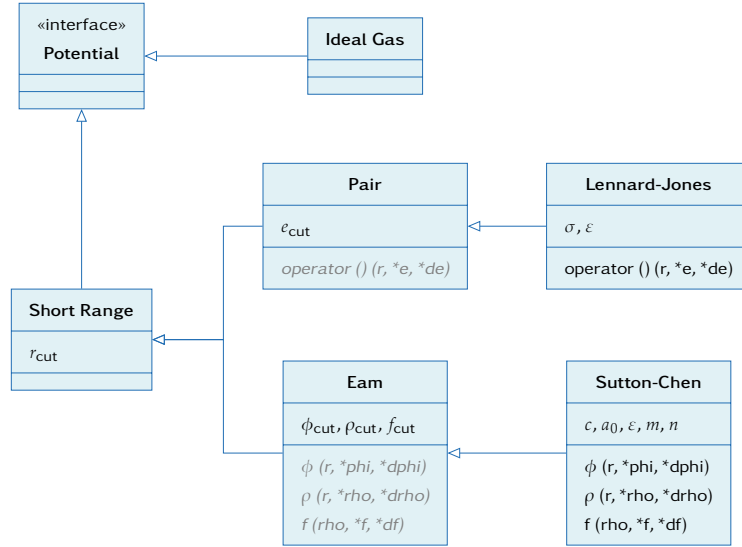 «interface»
Potential
Ideal Gas
Pair
e_cut
operator () (r, *e, *de)
Lennard-Jones
σ, ε
operator () (r, *e, *de)
Short Range
r_cut
Eam
ϕ_cut, ρ_cut, f_cut
ϕ (r, *phi, *dphi)
ρ (r, *rho, *drho)
f (rho, *f, *df)
Sutton-Chen
c, a_0, ε, m, n
ϕ (r, *phi, *dphi)
ρ (r, *rho, *drho)
f (rho, *f, *df)